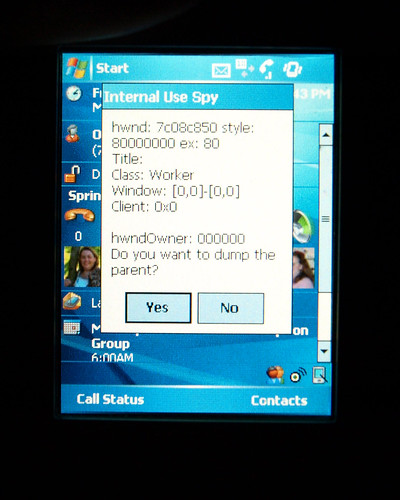 Start
F
43 PM
M
Internal Use Spy
hwnd: 7c08c850 style:
80000000 ex: 80
Title:
Class: Worker
Window: [0,0]-[0,0]
Client: 0x0
hwndOwner: 000000
Do you want to dump the
parent?
Yes
No
O
(7
D
Sprin
0
La
M
on
Group
6:00AM
Call Status
Contacts